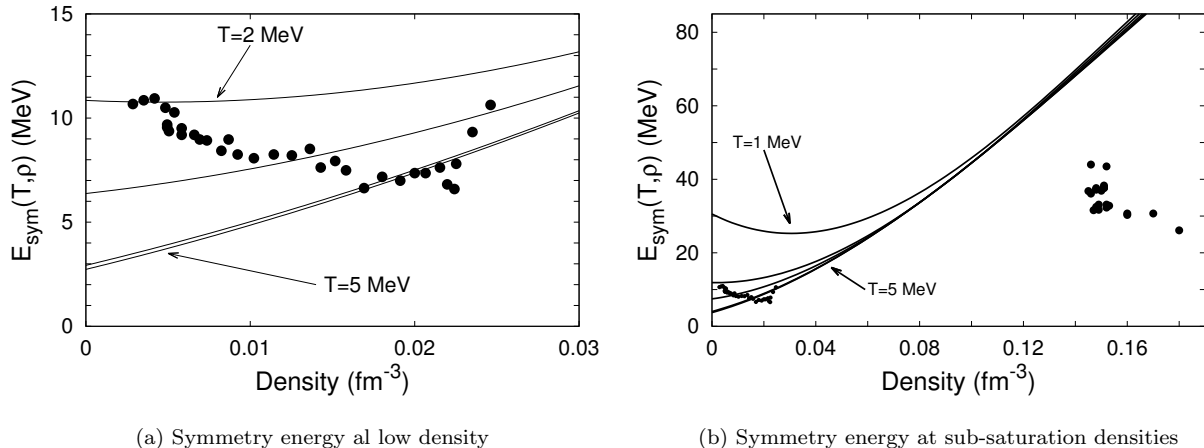 15
10
5
0
E_sym(T,ρ) (MeV)
T=2 MeV
T=5 MeV
0 0.01 0.02 0.03
Density (fm⁻³)
(a) Symmetry energy al low density
80
60
40
20
0
E_sym(T,ρ) (MeV)
T=1 MeV
T=5 MeV
0 0.04 0.08 0.12 0.16
Density (fm⁻³)
(b) Symmetry energy at sub-saturation densities